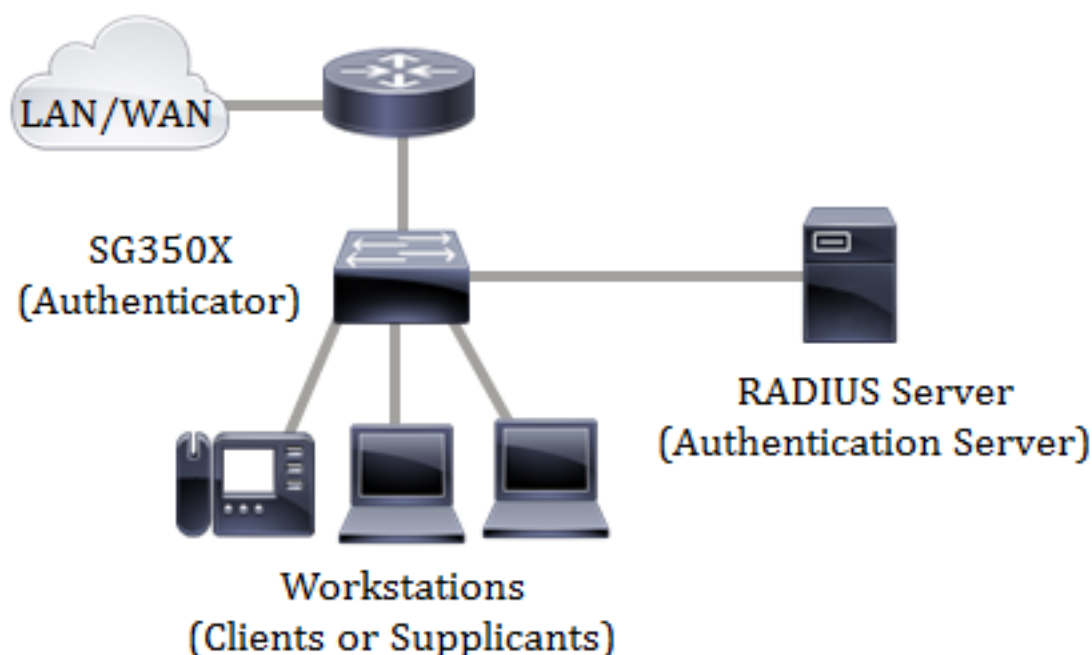 LAN/WAN
SG350X
(Authenticator)
RADIUS Server
(Authentication Server)
Workstations
(Clients or Supplicants)